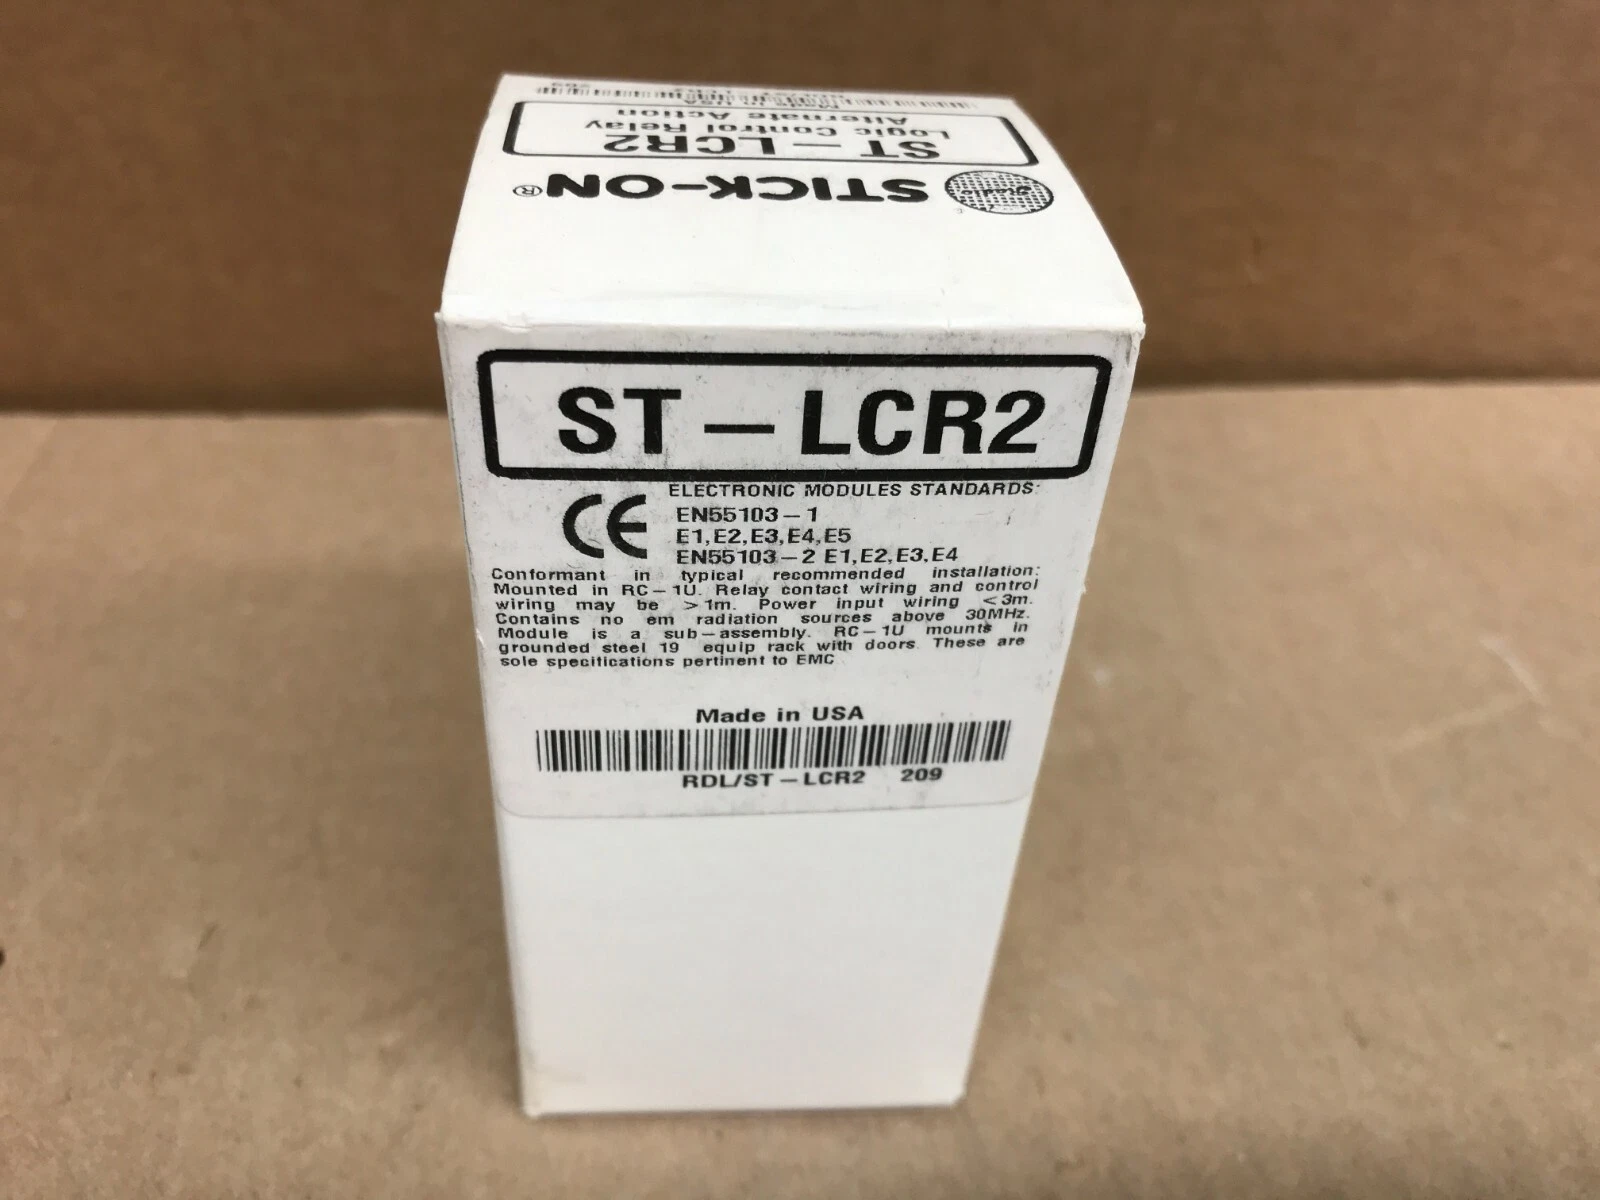 STICK-ON®
ST-LCR2
Logic Control Relay
Alternate Action
Made in USA
ST-LCR2
CE
ELECTRONIC MODULES STANDARDS:
EN55103-1
E1,E2,E3,E4,E5
EN55103-2 E1,E2,E3,E4
Conformant in typical recommended installation:
Mounted in RC-1U. Relay contact wiring and control
wiring may be >1m. Power input wiring <3m.
Contains no em radiation sources above 30MHz.
Module is a sub-assembly. RC-1U mounts in
grounded steel 19 equip rack with doors. These are
sole specifications pertinent to EMC
Made in USA
RDL/ST-LCR2 209